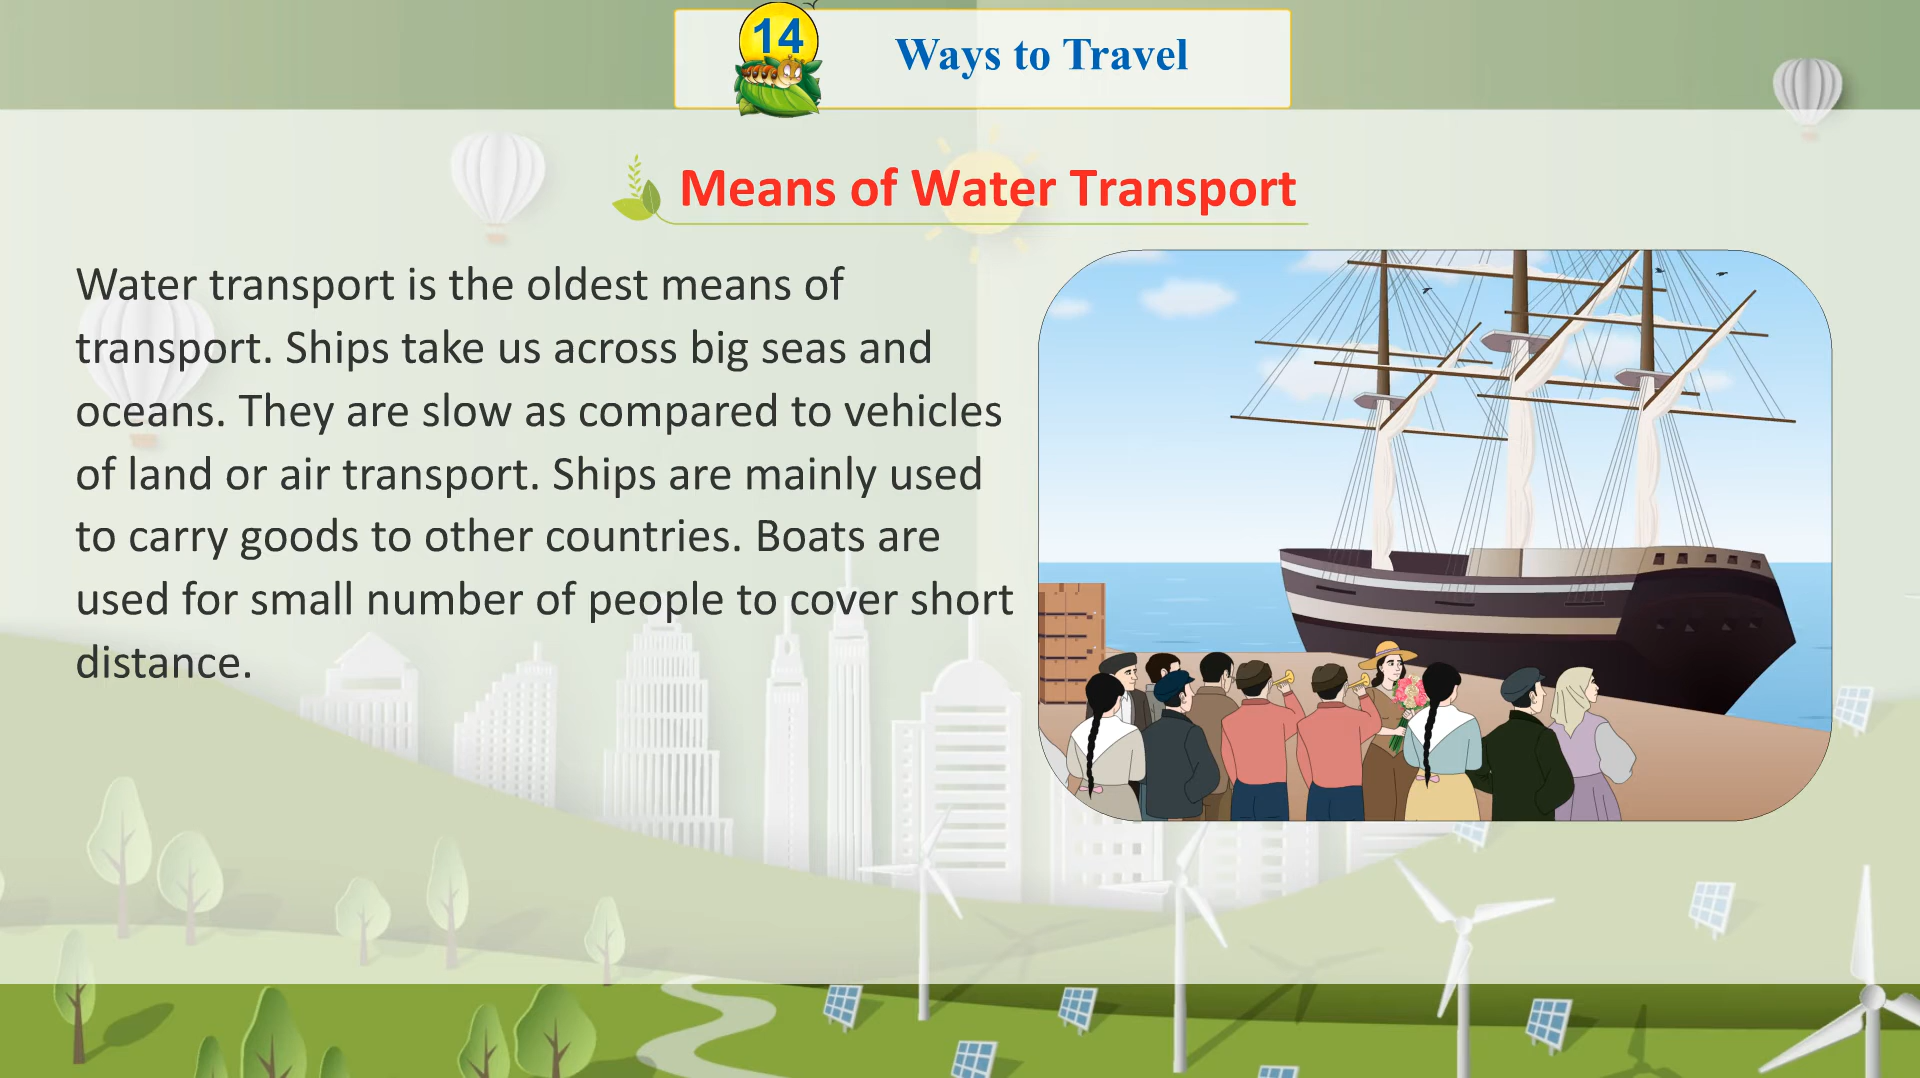 14
Ways to Travel
Means of Water Transport
Water transport is the oldest means of
transport. Ships take us across big seas and
oceans. They are slow as compared to vehicles
of land or air transport. Ships are mainly used
to carry goods to other countries. Boats are
used for small number of people to cover short
distance.